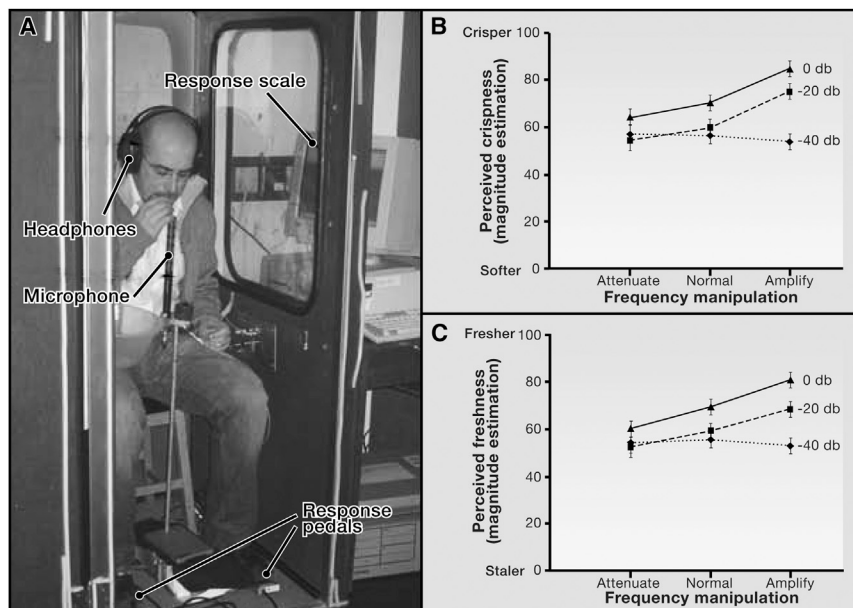 A
Response scale
Headphones
Microphone
Response
pedals
B
Crisper 100
80
60
40
20
Softer 0
Perceived crispness
(magnitude estimation)
0 db
-20 db
-40 db
Attenuate Normal Amplify
Frequency manipulation
C
Fresher 100
80
60
40
20
Staler 0
Perceived freshness
(magnitude estimation)
0 db
-20 db
-40 db
Attenuate Normal Amplify
Frequency manipulation